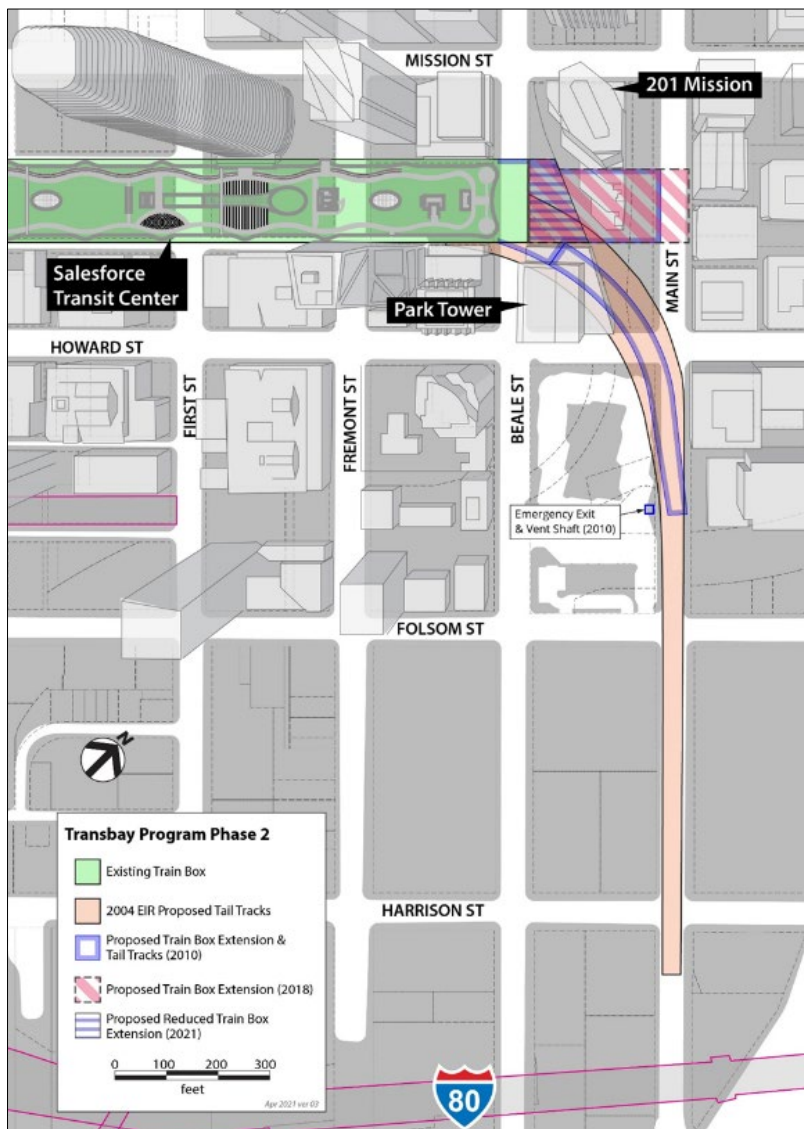 MISSION ST
201 Mission
Salesforce
Transit Center
Park Tower
MAIN ST
HOWARD ST
FIRST ST
FREMONT ST
BEALE ST
Emergency Exit
& Vent Shaft (2010)
FOLSOM ST
N
Transbay Program Phase 2
Existing Train Box
2004 EIR Proposed Tail Tracks
Proposed Train Box Extension &
Tail Tracks (2010)
Proposed Train Box Extension (2018)
Proposed Reduced Train Box
Extension (2021)
0 100 200 300
feet
Apr 2021 ver 03
HARRISON ST
80